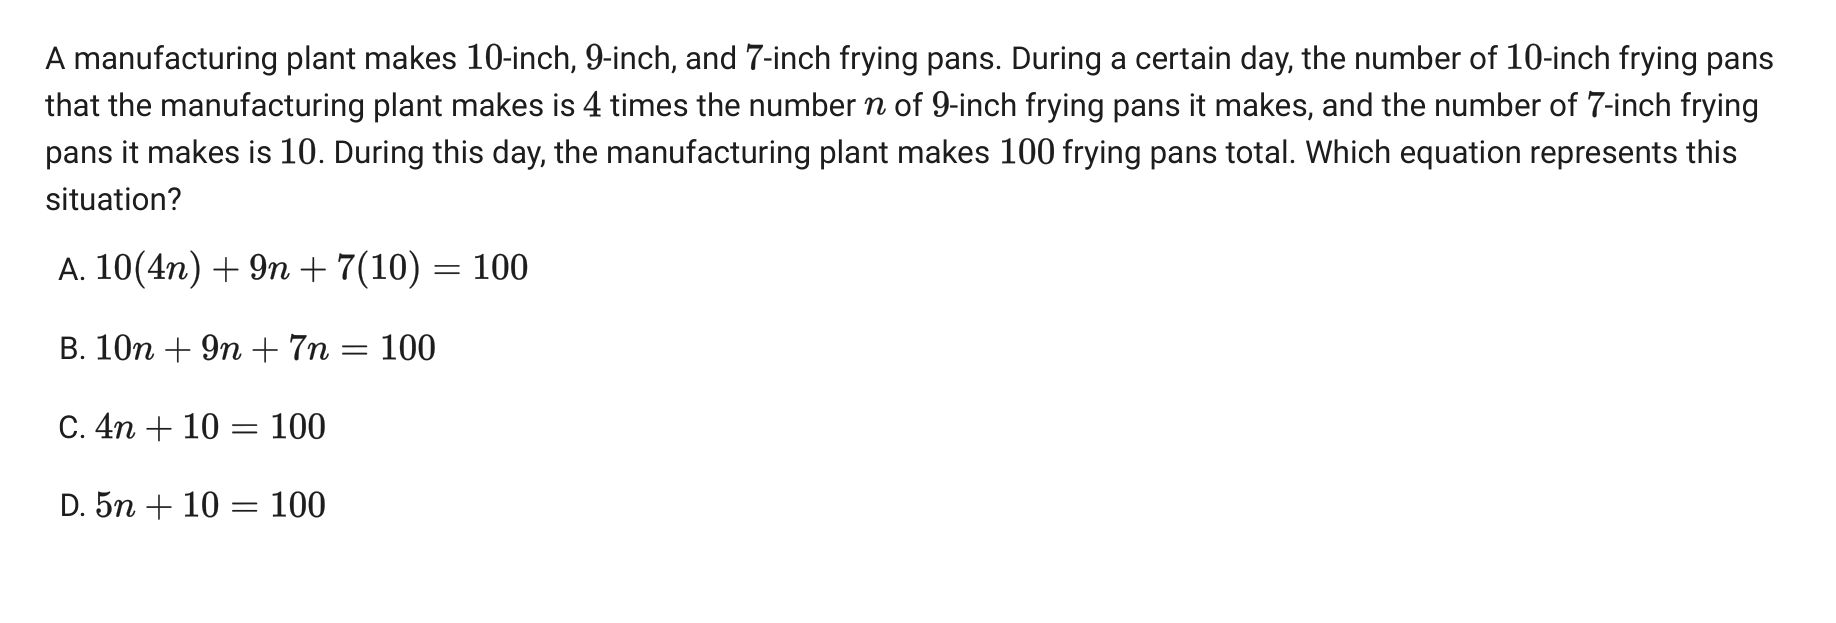 A manufacturing plant makes 10-inch, 9-inch, and 7-inch frying pans. During a certain day, the number of 10-inch frying pans
that the manufacturing plant makes is 4 times the number n of 9-inch frying pans it makes, and the number of 7-inch frying
pans it makes is 10. During this day, the manufacturing plant makes 100 frying pans total. Which equation represents this
situation?
A. 10(4n) + 9n + 7(10) = 100
B. 10n + 9n + 7n = 100
C. 4n + 10 = 100
D. 5n + 10 = 100